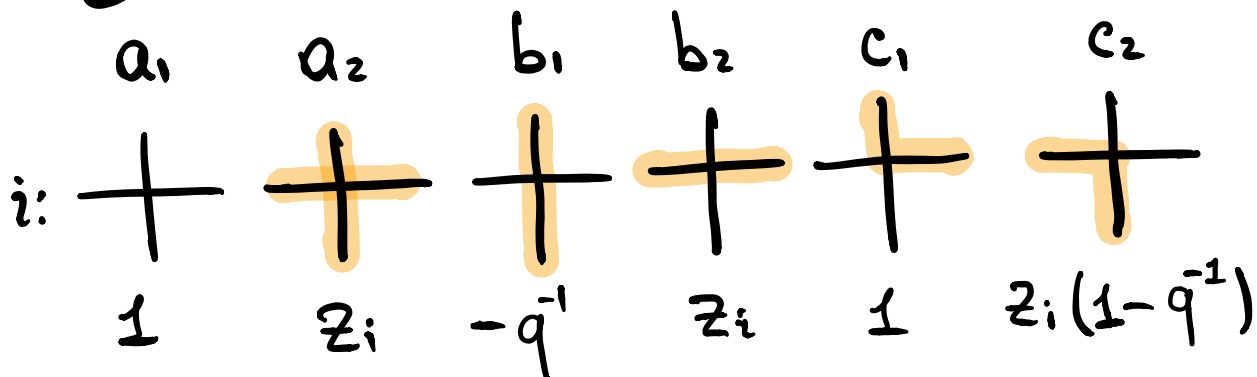 a₁ a₂ b₁ b₂ c₁ c₂
i:
1 zᵢ -q⁻¹ zᵢ 1 zᵢ(1-q⁻¹)